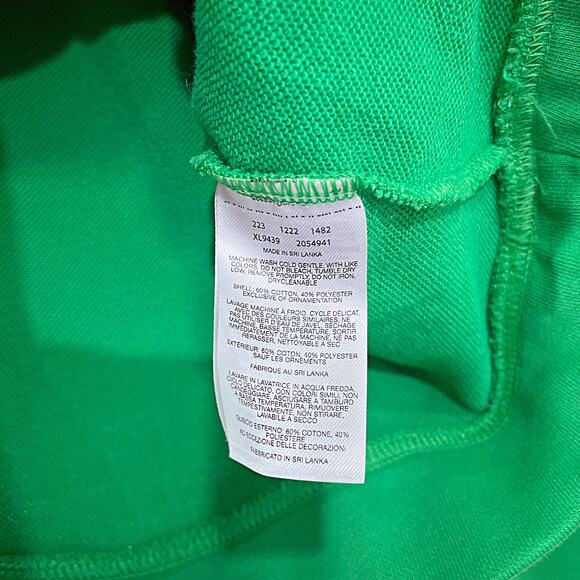 223 1222 1482
XL9439 2054941
MADE IN SRI LANKA
MACHINE WASH COLD GENTLE, WITH LIKE
COLORS, DO NOT BLEACH, TUMBLE DRY
LOW, REMOVE PROMPTLY, DO NOT IRON,
DRYCLEANABLE
SHELL: 60% COTTON, 40% POLYESTER
EXCLUSIVE OF ORNAMENTATION
LAVAGE MACHINE À FROID, CYCLE DÉLICAT,
AVEC DES COULEURS SIMILAIRES, NE
PAS UTILISER D'EAU DE JAVEL, SÉCHAGE
MACHINE, BASSE TEMPÉRATURE, SORTIR
IMMÉDIATEMENT DE LA MACHINE, NE PAS
REPASSER, NETTOYABLE A SEC
EXTÉRIEUR: 60% COTON, 40% POLYESTER
SAUF LES ORNEMENTS
FABRIQUÉ AU SRI LANKA
LAVARE IN LAVATRICE IN ACQUA FREDDA,
CICLO DELICATO, CON COLORI SIMILI, NON
CANDEGGIARE, ASCIUGARE A TAMBURO
A BASSA TEMPERATURA, RIMUOVERE
TEMPESTIVAMENTE, NON STIRARE,
LAVABILE A SECCO
GUSCIO ESTERNO: 60% COTONE, 40%
POLIESTERE
AD ECCEZIONE DELLE DECORAZIONI
FABBRICATO IN SRI LANKA